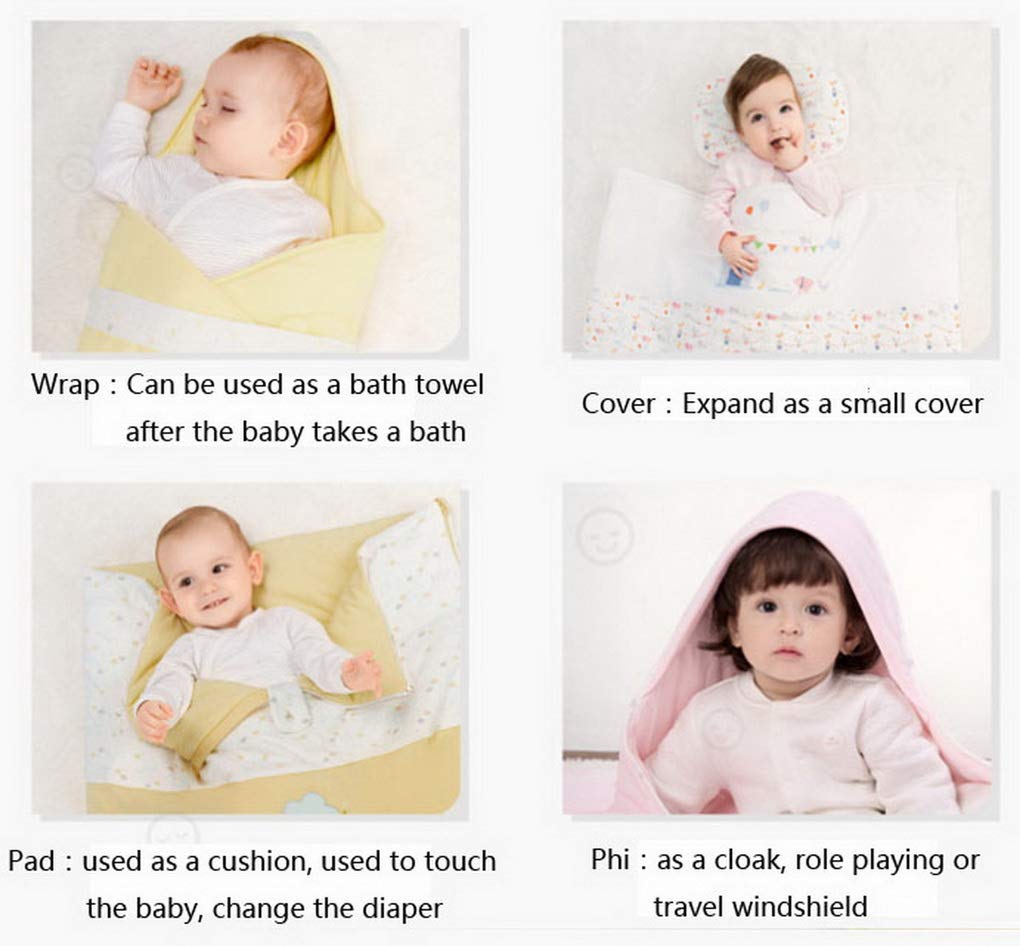 Wrap : Can be used as a bath towel
after the baby takes a bath
Cover : Expand as a small cover
Pad : used as a cushion, used to touch
the baby, change the diaper
Phi : as a cloak, role playing or
travel windshield